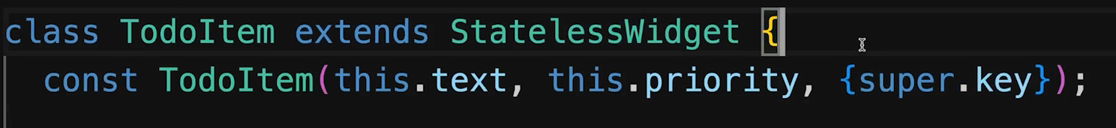 class TodoItem extends StatelessWidget {
const TodoItem(this.text, this.priority, {super.key});